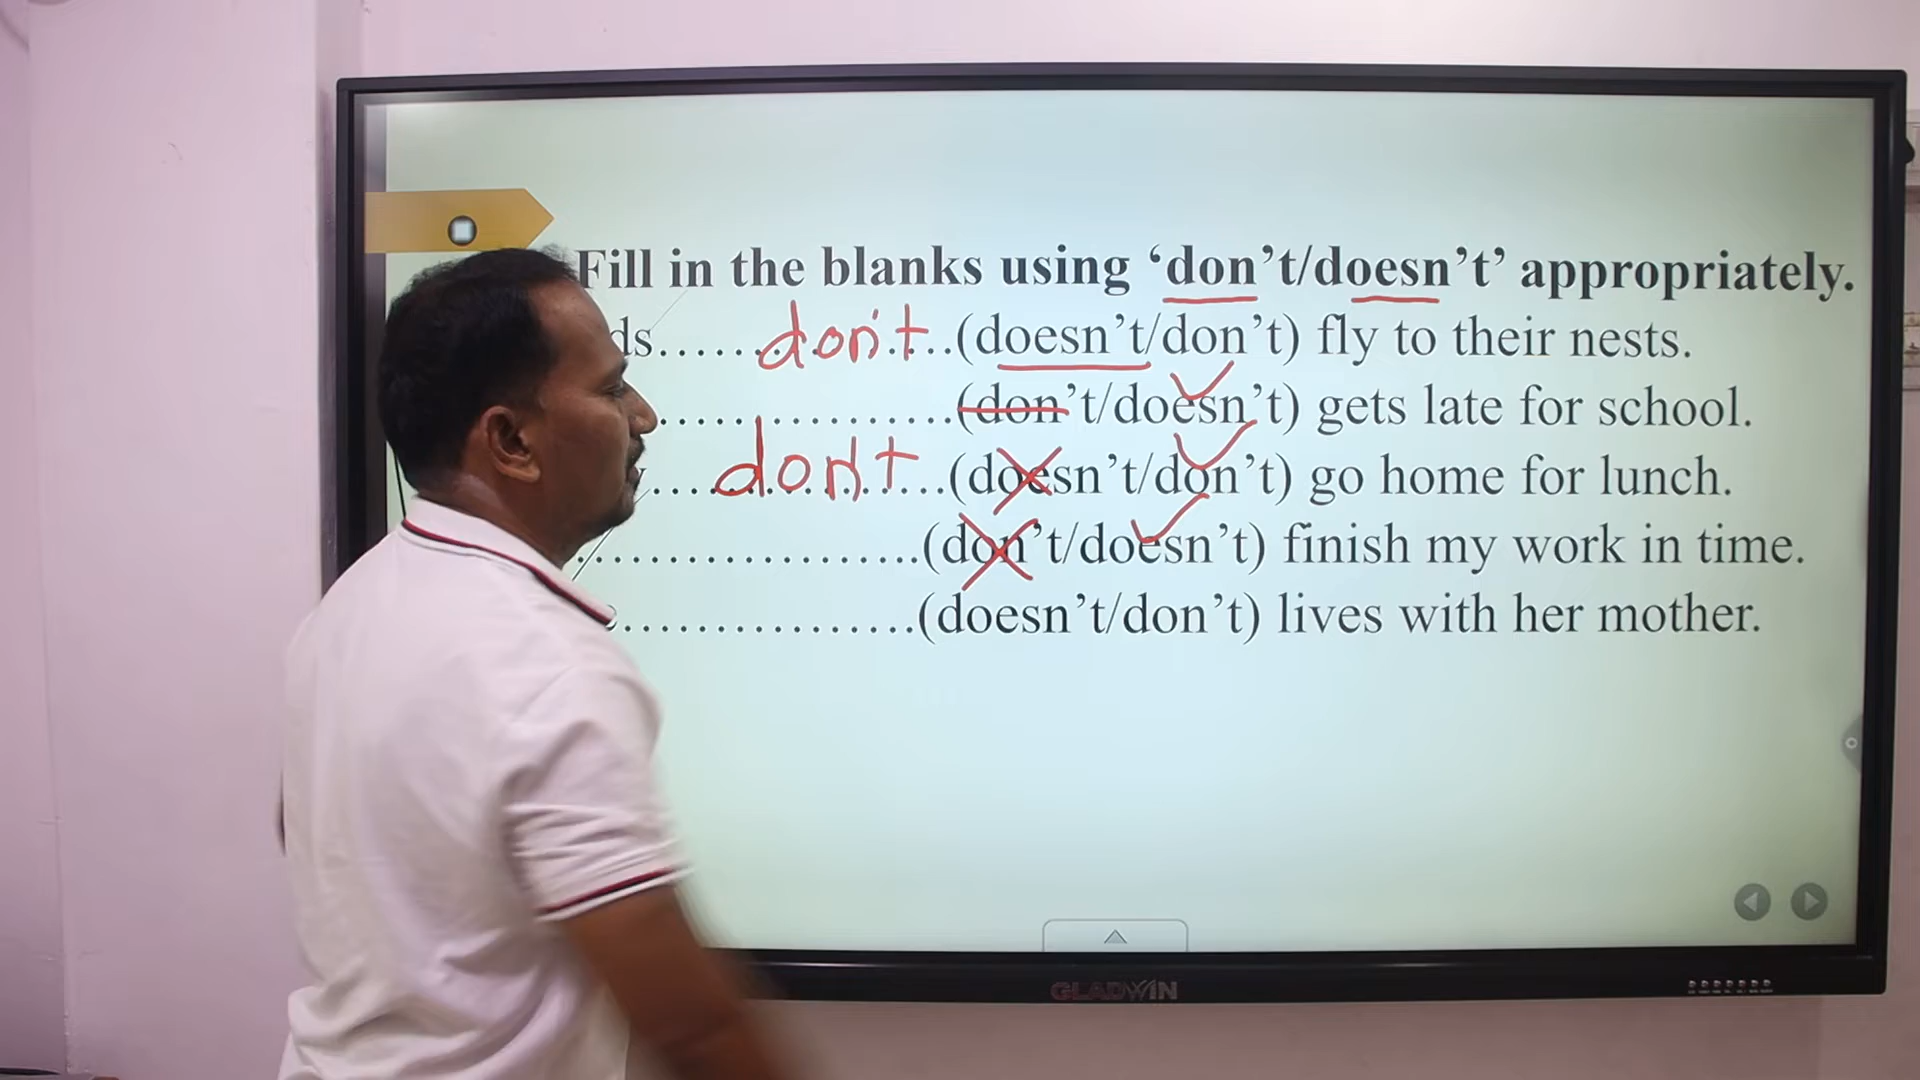 Fill in the blanks using ‘don’t/doesn’t’ appropriately.
ds.......don't...(doesn’t/don’t) fly to their nests.
.................(don’t/doesn’t) gets late for school.
.....don't......(doesn’t/don’t) go home for lunch.
..................(don’t/doesn’t) finish my work in time.
................(doesn’t/don’t) lives with her mother.
GLADWIN